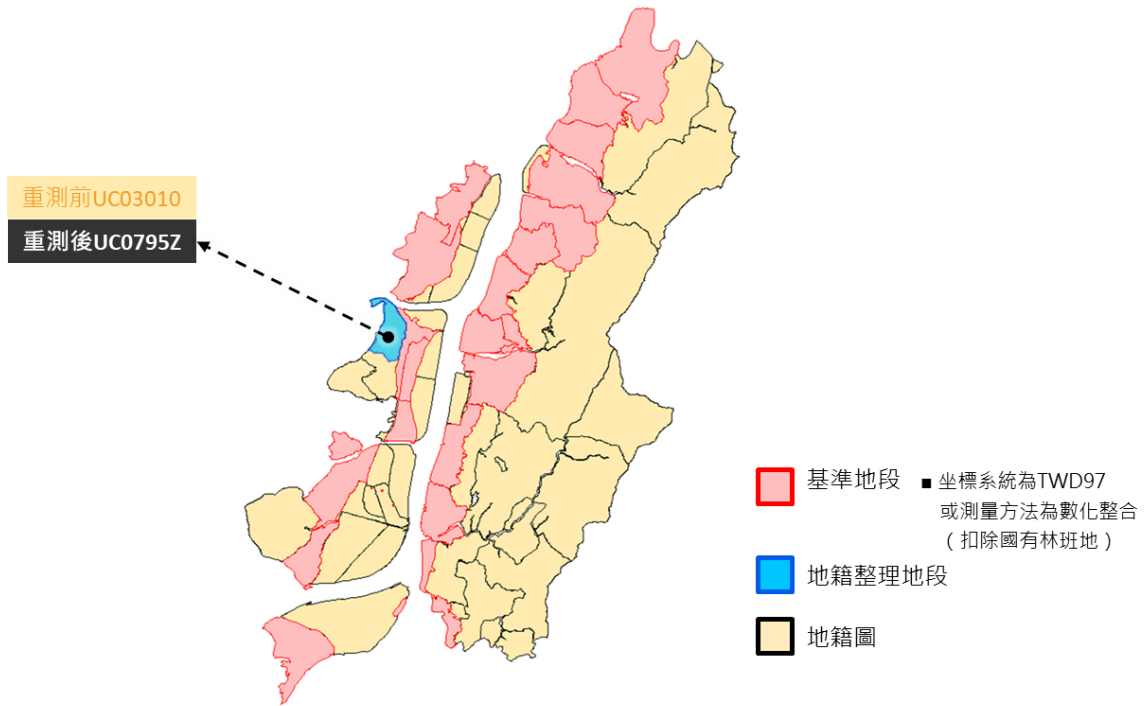 重測前UC03010
重測後UC0795Z
基準地段
■ 坐標系統為TWD97
或測量方法為數化整合
（扣除國有林班地）
地籍整理地段
地籍圖